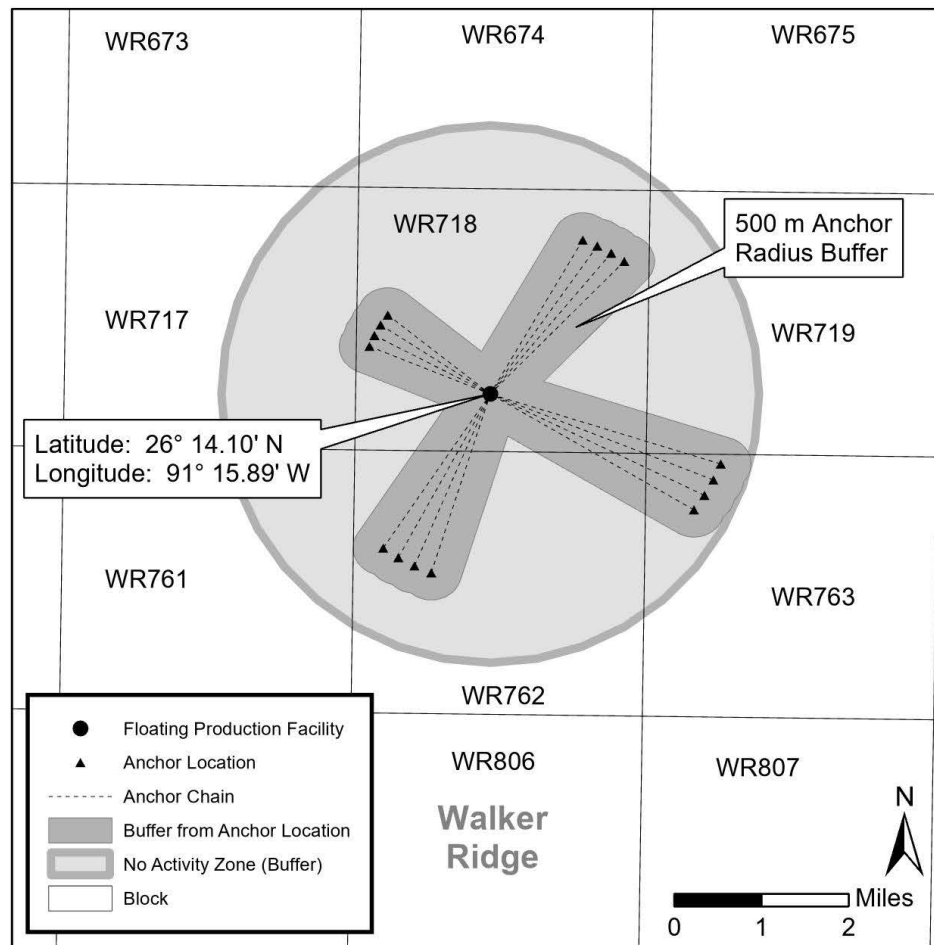 WR673
WR674
WR675
WR718
500 m Anchor
Radius Buffer
WR717
WR719
Latitude: 26° 14.10' N
Longitude: 91° 15.89' W
WR761
WR763
WR762
Floating Production Facility
Anchor Location
Anchor Chain
Buffer from Anchor Location
No Activity Zone (Buffer)
Block
WR806
WR807
Walker
Ridge
N
Miles
0 1 2